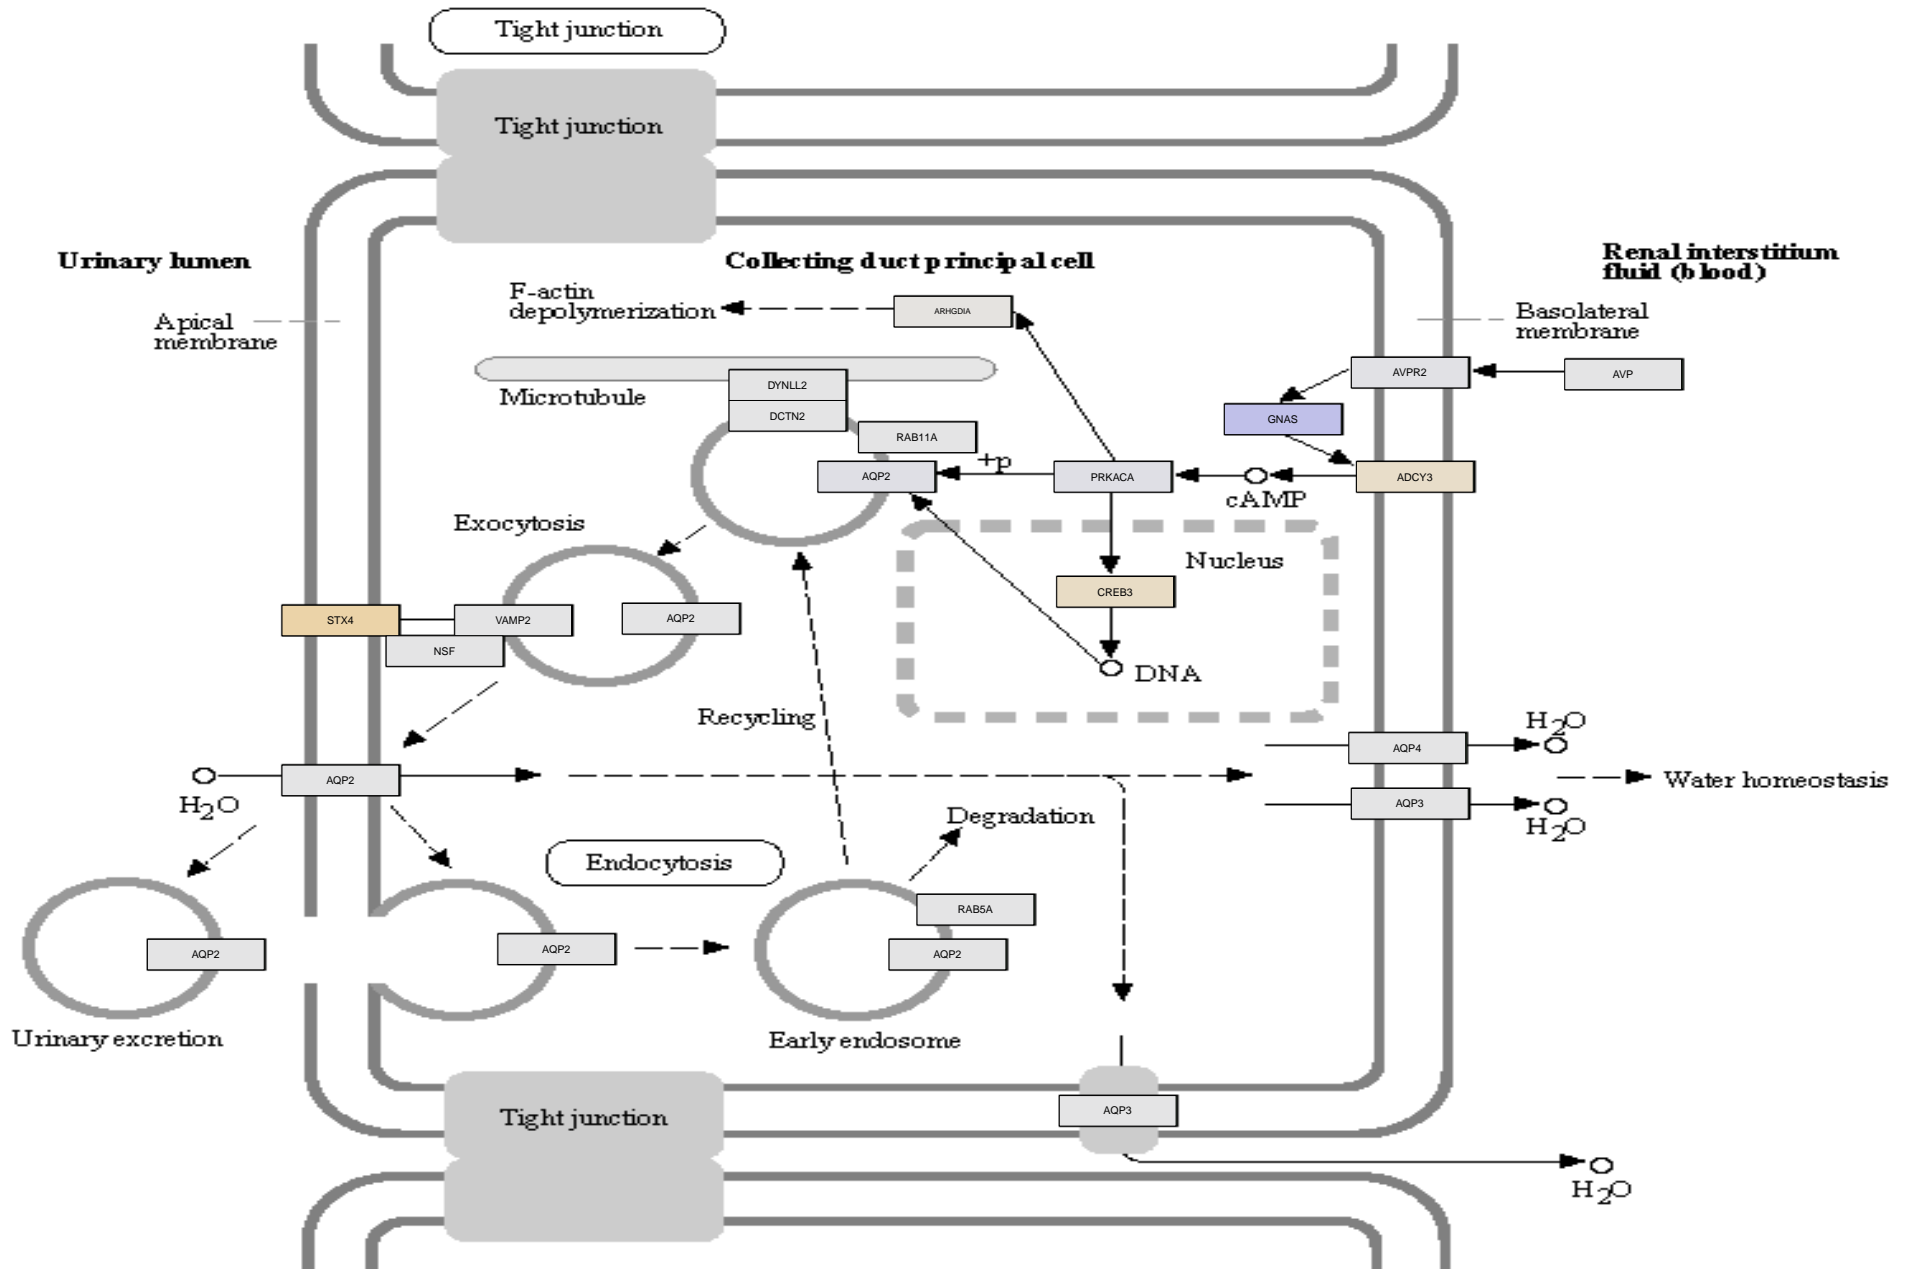 Tight junction
Tight junction
Urinary lumen
Collecting duct principal cell
Renal interstitium
fluid (blood)
F-actin
depolymerization
ARHGDIA
Apical
membrane
Basolateral
membrane
Microtubule
DYNLL2
DCTN2
AVPR2
AVP
GNAS
RAB11A
AQP2
+p
PRKACA
cAMP
ADCY3
Exocytosis
Nucleus
CREB3
STX4
VAMP2
AQP2
NSF
DNA
Recycling
H2O
AQP4
AQP2
H2O
Water homeostasis
AQP3
H2O
Degradation
Endocytosis
RAB5A
AQP2
AQP2
AQP2
Urinary excretion
Early endosome
Tight junction
AQP3
H2O